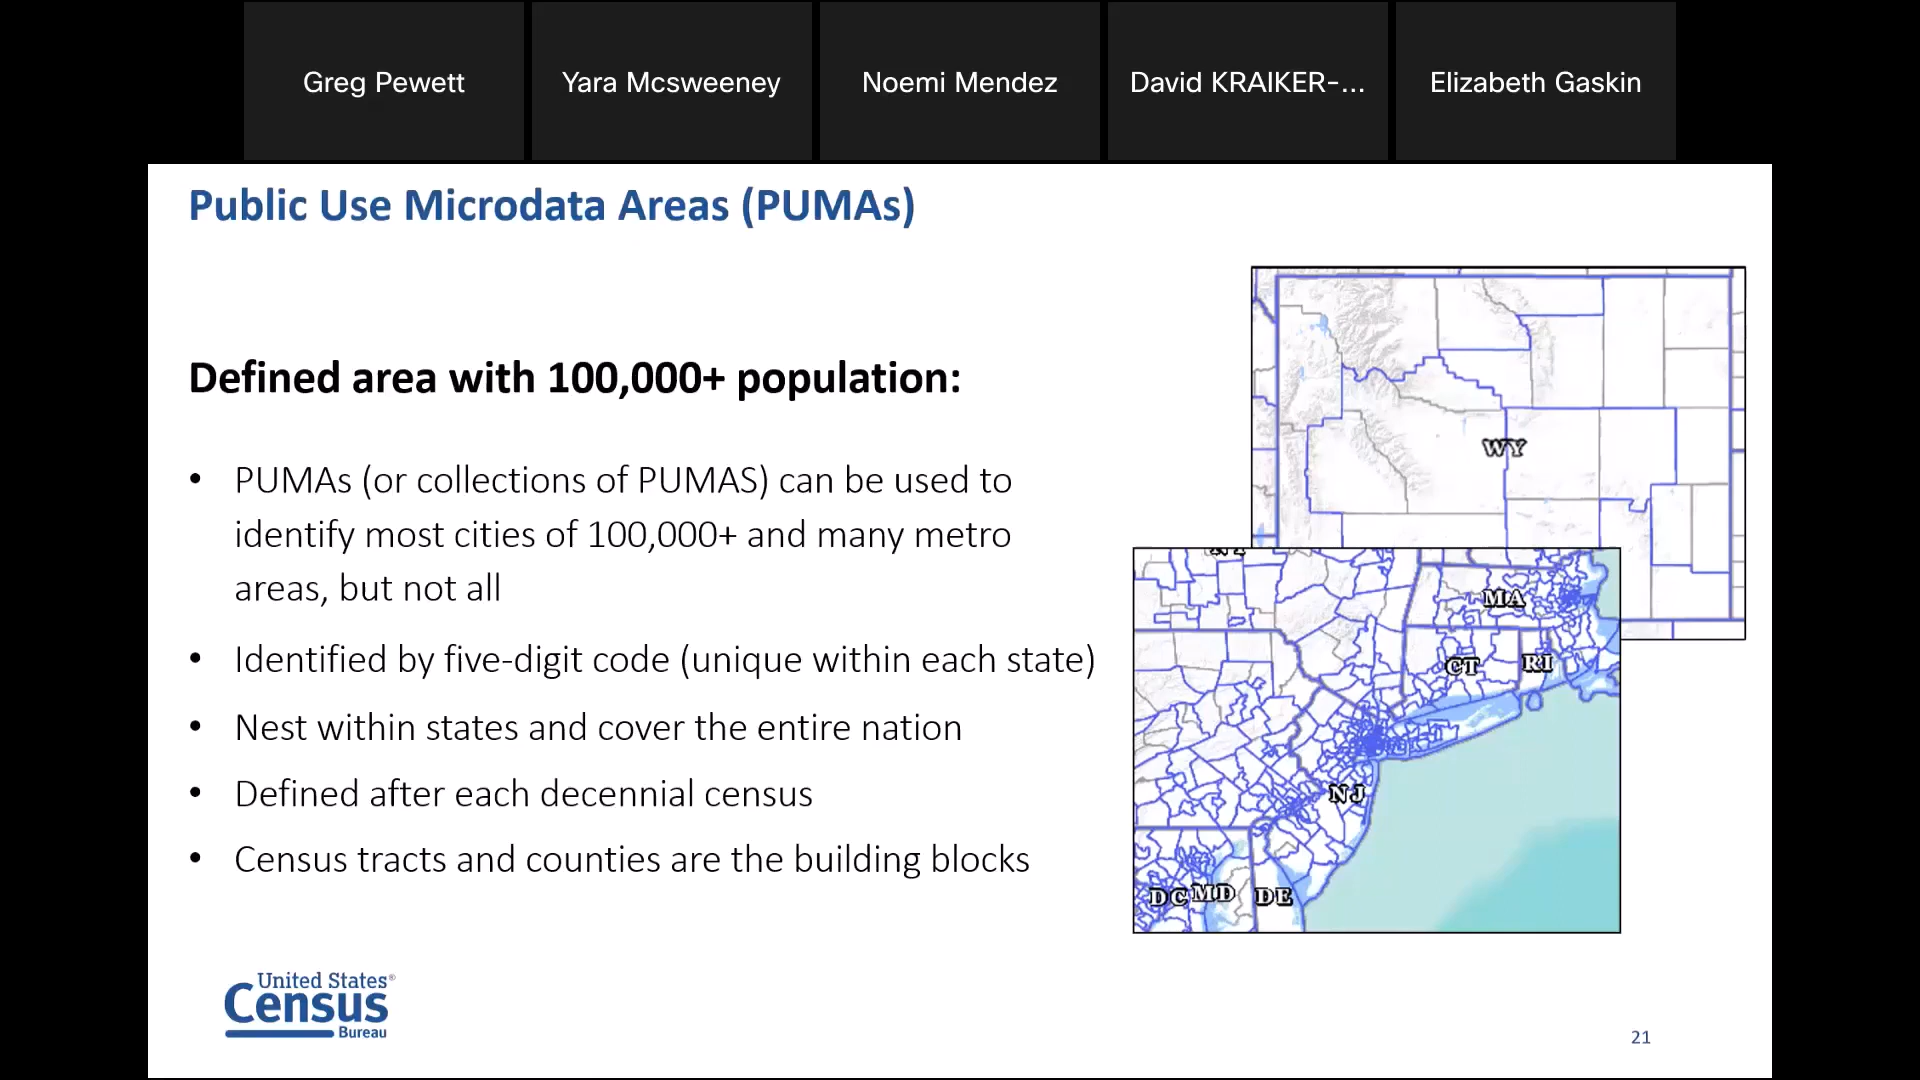 Greg Pewett
Yara Mcsweeney
Noemi Mendez
David KRAIKER-...
Elizabeth Gaskin
Public Use Microdata Areas (PUMAs)
Defined area with 100,000+ population:
• PUMAs (or collections of PUMAS) can be used to
identify most cities of 100,000+ and many metro
areas, but not all
• Identified by five-digit code (unique within each state)
• Nest within states and cover the entire nation
• Defined after each decennial census
• Census tracts and counties are the building blocks
WY
MA
CT
RI
NJ
DC
MD
DE
United States®
Census
Bureau
21